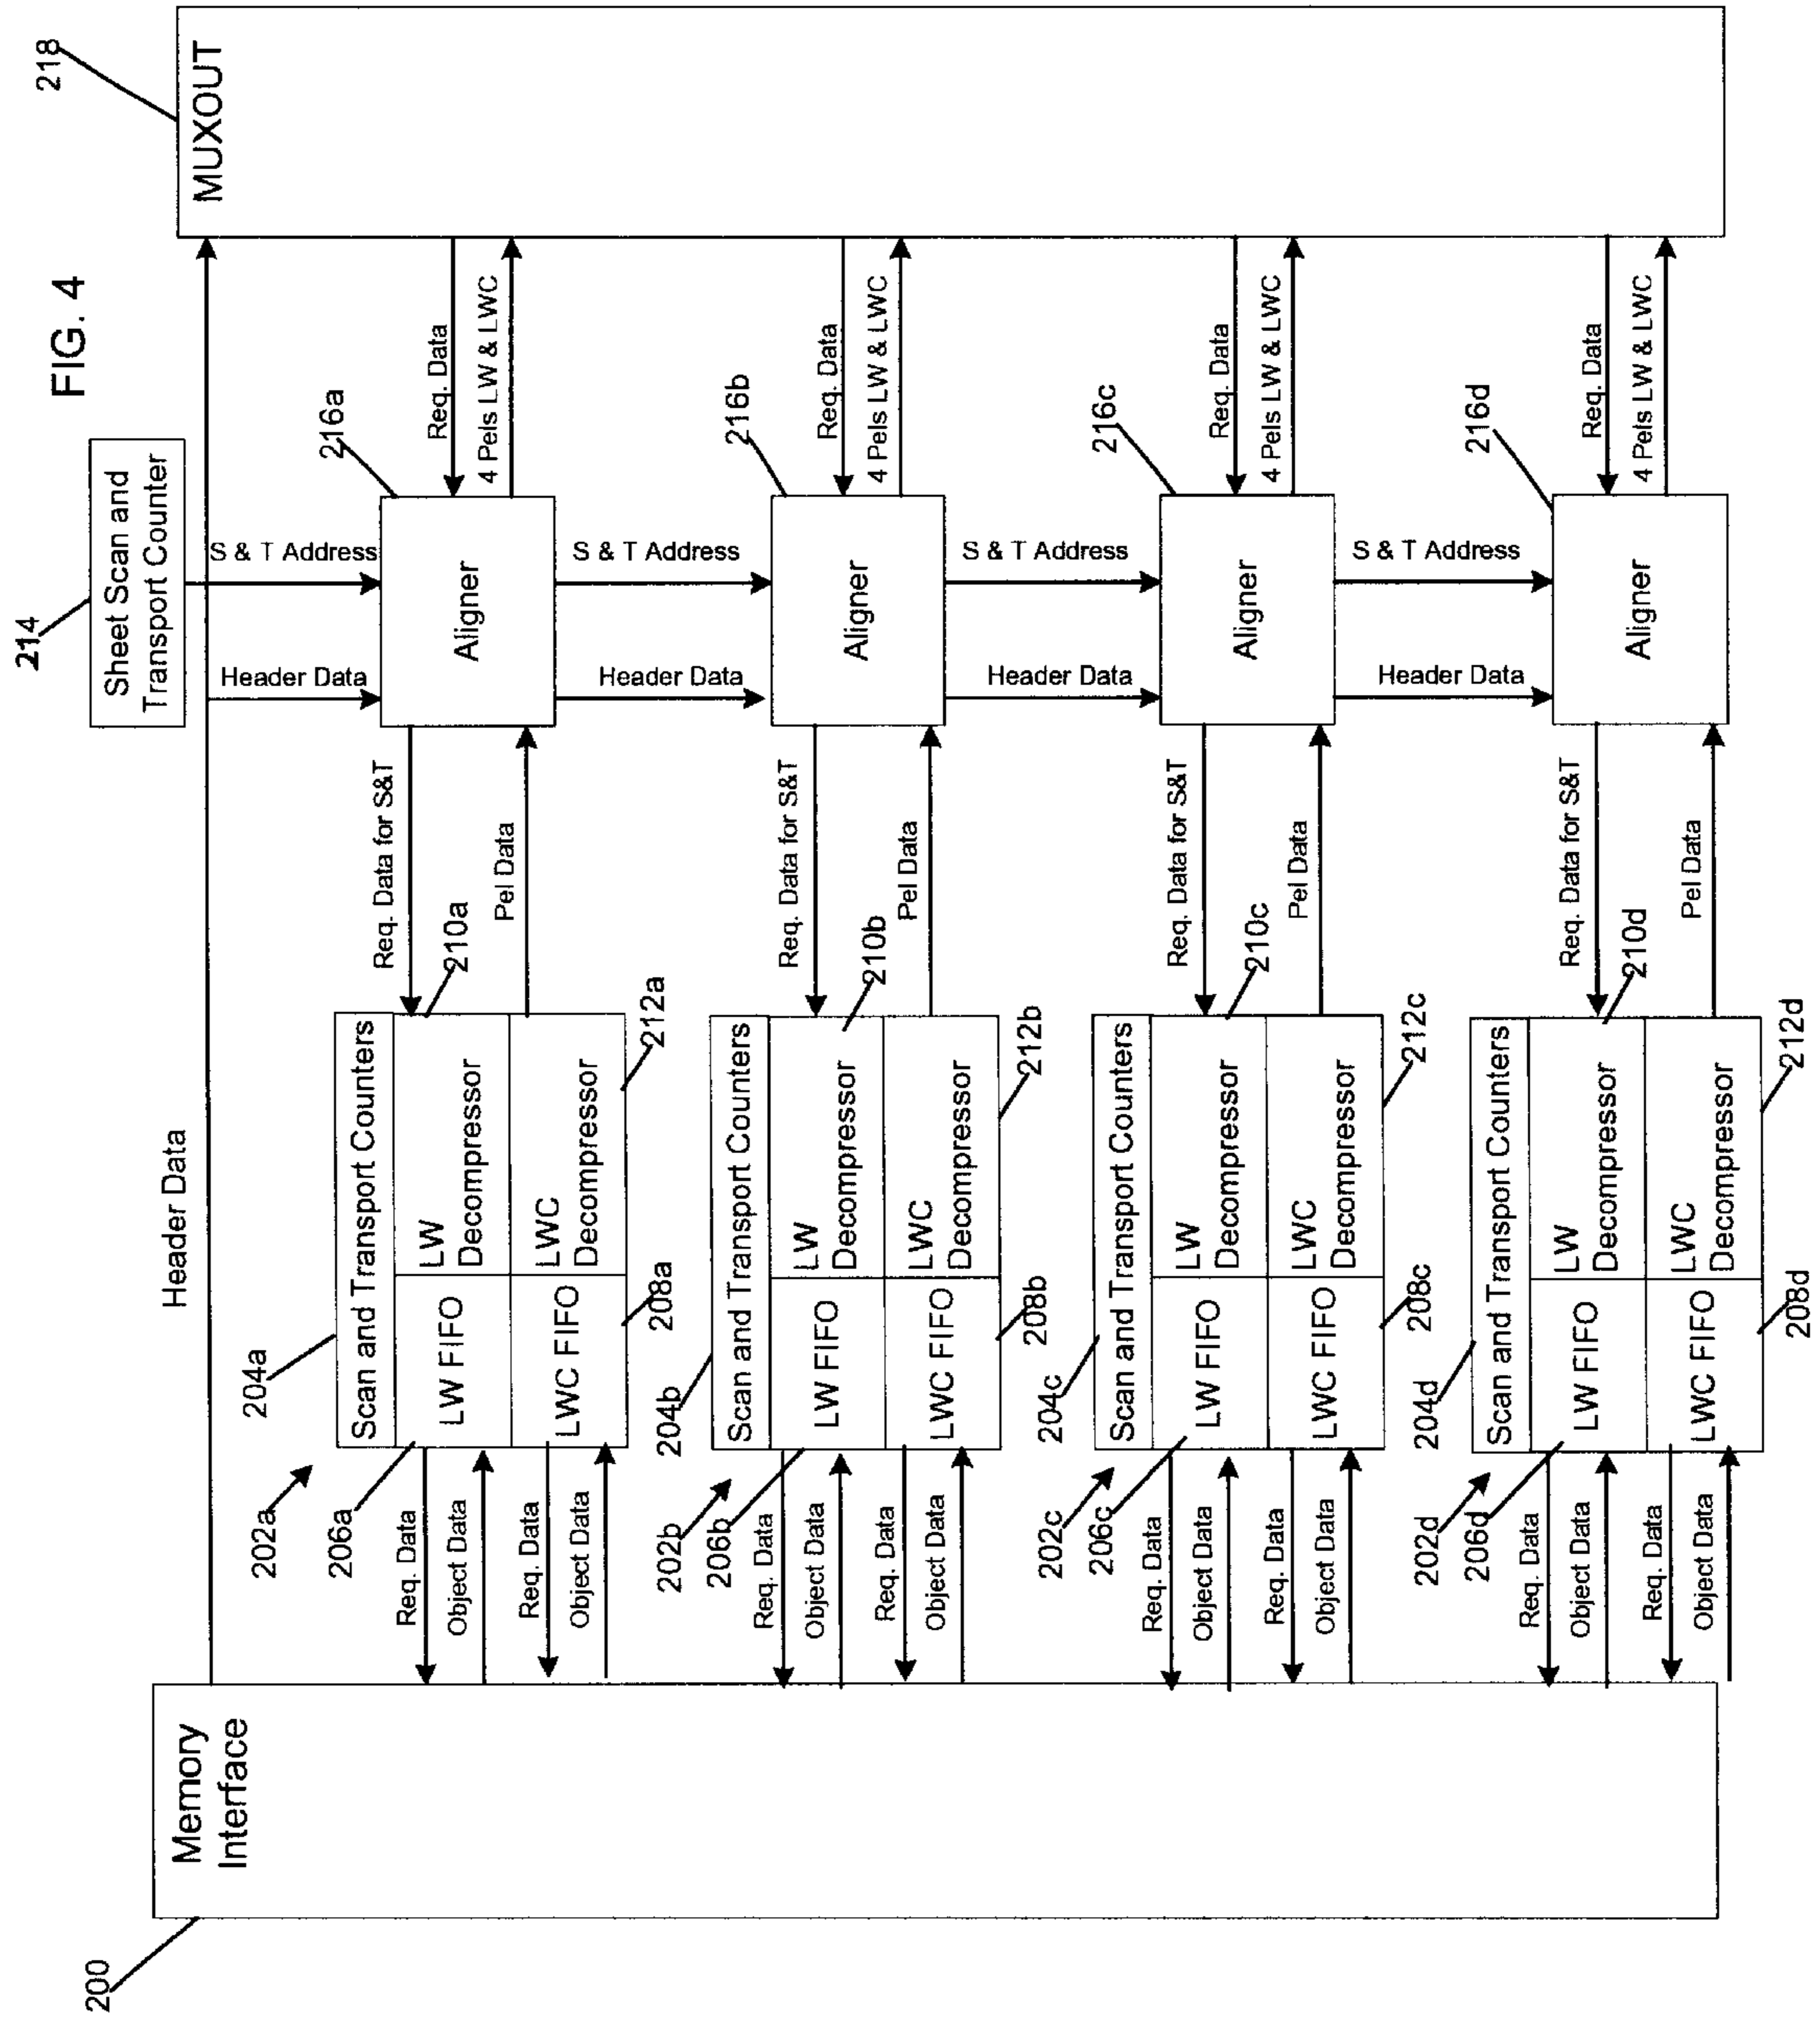 FIG. 4
200
Memory
Interface
Header Data
214
Sheet Scan and
Transport Counter
218
MUXOUT
202a
204a
Scan and Transport Counters
206a
LW FIFO
LW
Decompressor
210a
LWC FIFO
208a
LWC
Decompressor
212a
Req. Data
Object Data
Req. Data
Object Data
Req. Data for S&T
Pel Data
Header Data
S & T Address
216a
Aligner
Req. Data
4 Pels LW & LWC
202b
204b
Scan and Transport Counters
206b
LW FIFO
LW
Decompressor
210b
LWC FIFO
208b
LWC
Decompressor
212b
Req. Data
Object Data
Req. Data
Object Data
Req. Data for S&T
Pel Data
Header Data
S & T Address
216b
Aligner
Req. Data
4 Pels LW & LWC
202c
204c
Scan and Transport Counters
206c
LW FIFO
LW
Decompressor
210c
LWC FIFO
208c
LWC
Decompressor
212c
Req. Data
Object Data
Req. Data
Object Data
Req. Data for S&T
Pel Data
Header Data
S & T Address
216c
Aligner
Req. Data
4 Pels LW & LWC
202d
204d
Scan and Transport Counters
206d
LW FIFO
LW
Decompressor
210d
LWC FIFO
208d
LWC
Decompressor
212d
Req. Data
Object Data
Req. Data
Object Data
Req. Data for S&T
Pel Data
Header Data
S & T Address
216d
Aligner
Req. Data
4 Pels LW & LWC